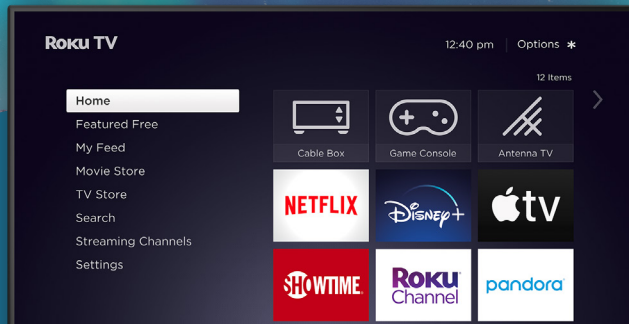 Roku TV
12:40 pm | Options *
12 Items
Home
Featured Free
My Feed
Movie Store
TV Store
Search
Streaming Channels
Settings
Cable Box
Game Console
Antenna TV
NETFLIX
Disney+
tv
SHOWTIME
Roku
Channel
pandora